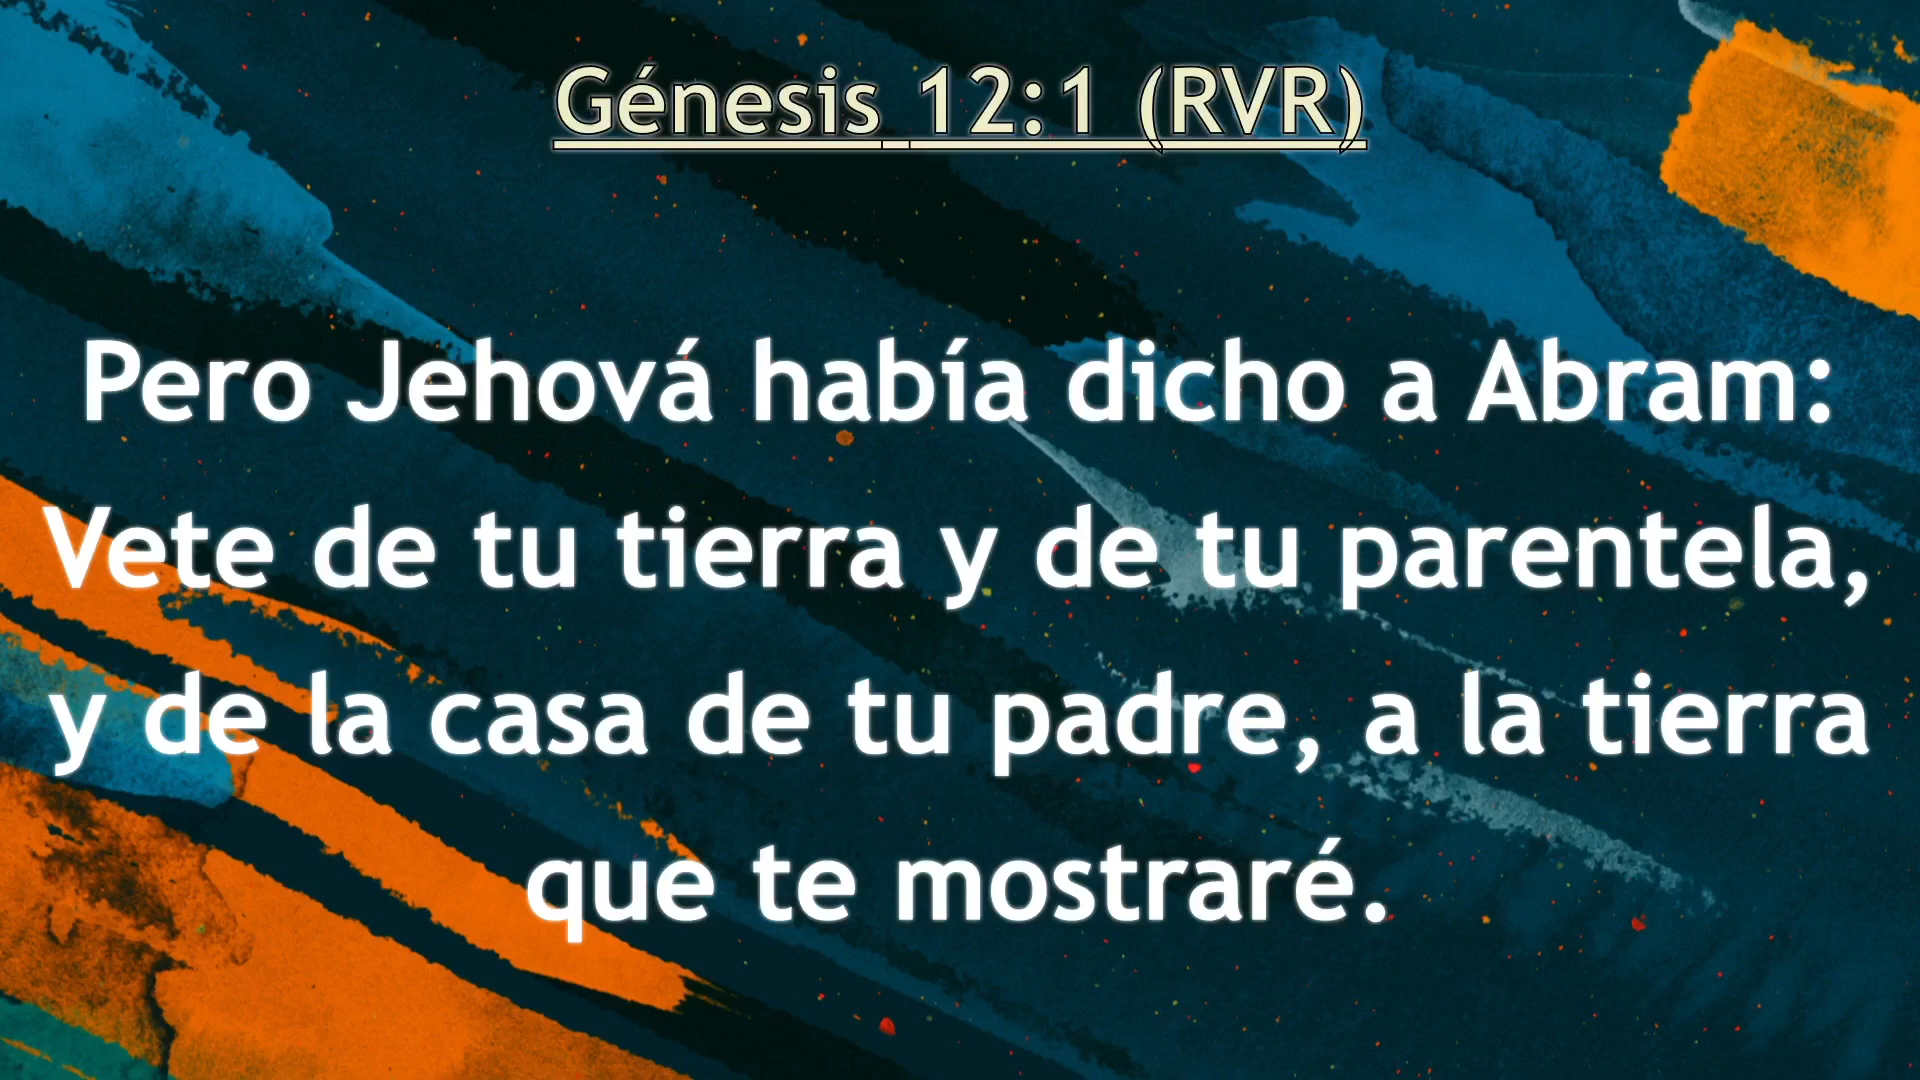 Génesis 12:1 (RVR)
Pero Jehová había dicho a Abram:
Vete de tu tierra y de tu parentela,
y de la casa de tu padre, a la tierra
que te mostraré.